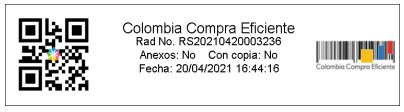 Colombia Compra Eficiente
Rad No. RS20210420003236
Anexos: No Con copia: No
Fecha: 20/04/2021 16:44:16
Colombia Compra Eficiente